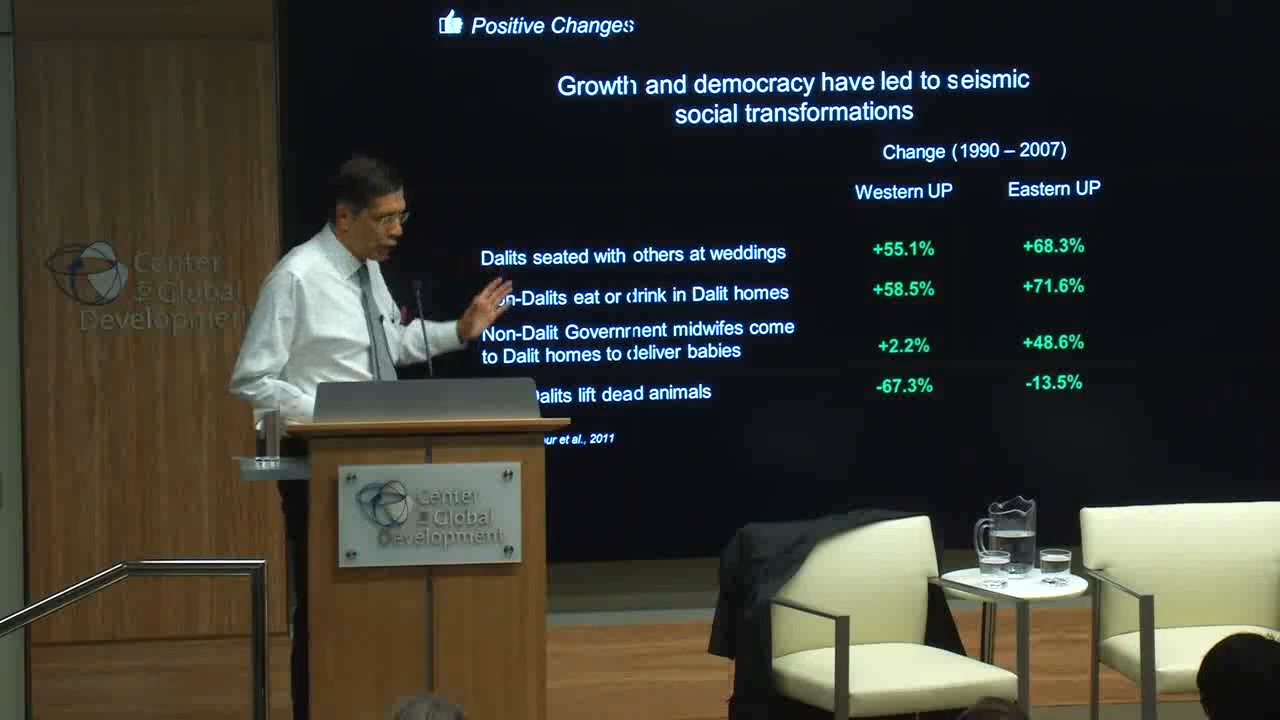 Positive Changes
Growth and democracy have led to seismic
social transformations
Change (1990 – 2007)
Western UP Eastern UP
Dalits seated with others at weddings +55.1% +68.3%
Non-Dalits eat or drink in Dalit homes +58.5% +71.6%
Non-Dalit Government midwifes come
to Dalit homes to deliver babies +2.2% +48.6%
Dalits lift dead animals -67.3% -13.5%
et al., 2011
Center
for Global
Development
Center
for Global
Development